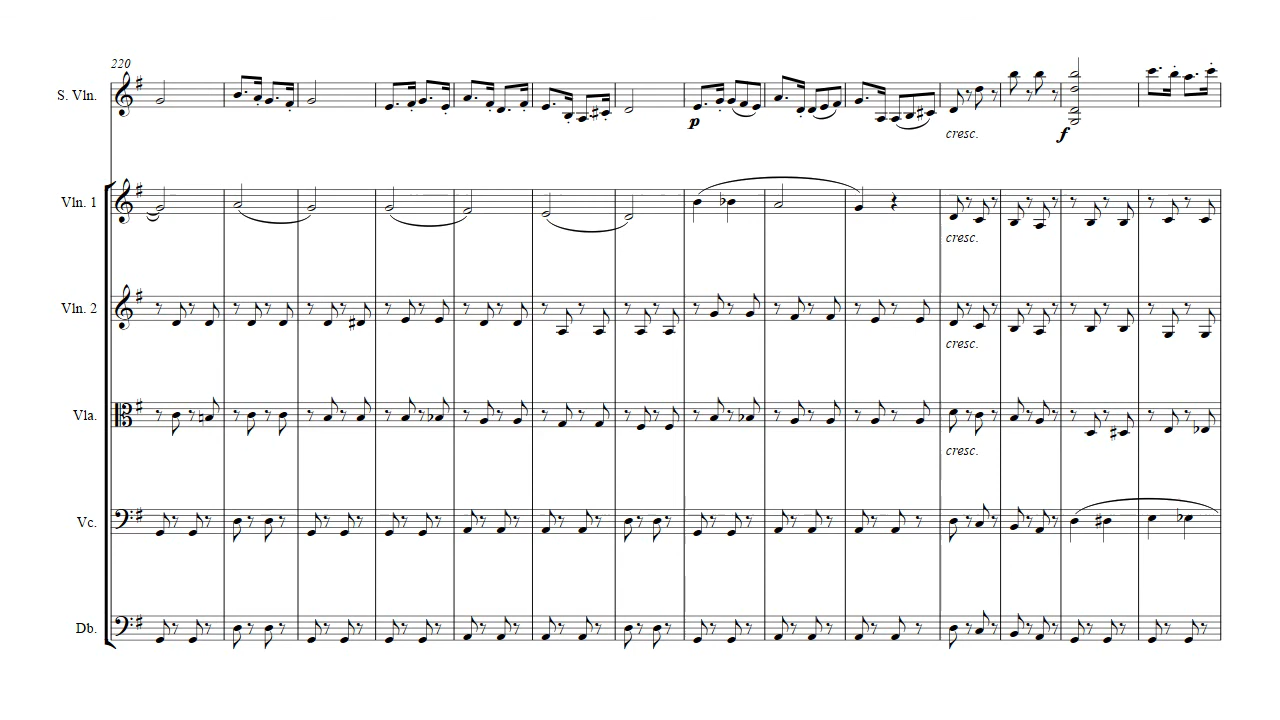 220
S. Vln.
p
cresc.
f
Vln. 1
cresc.
Vln. 2
cresc.
Vla.
cresc.
Vc.
Db.